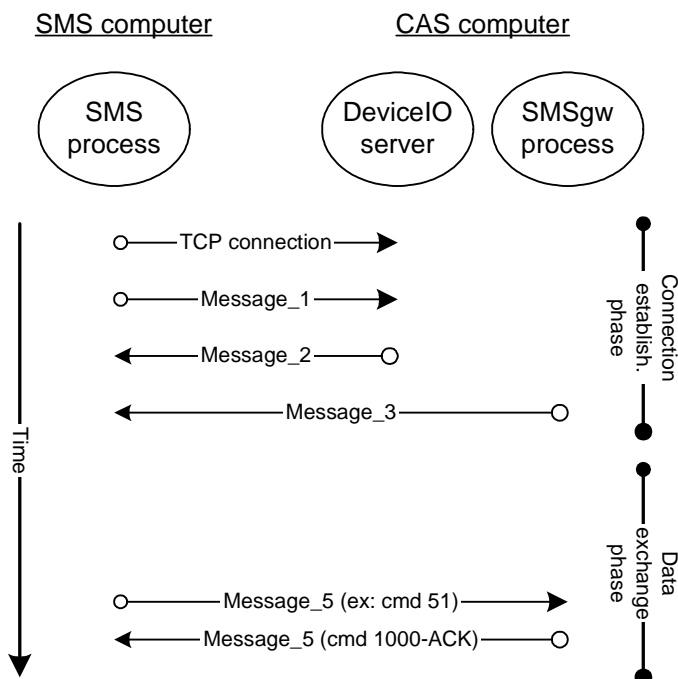 SMS computer
CAS computer
SMS
process
DeviceIO
server
SMSgw
process
TCP connection
Message_1
Message_2
Message_3
Connection
establish.
phase
Time
Data
exchange
phase
Message_5 (ex: cmd 51)
Message_5 (cmd 1000-ACK)